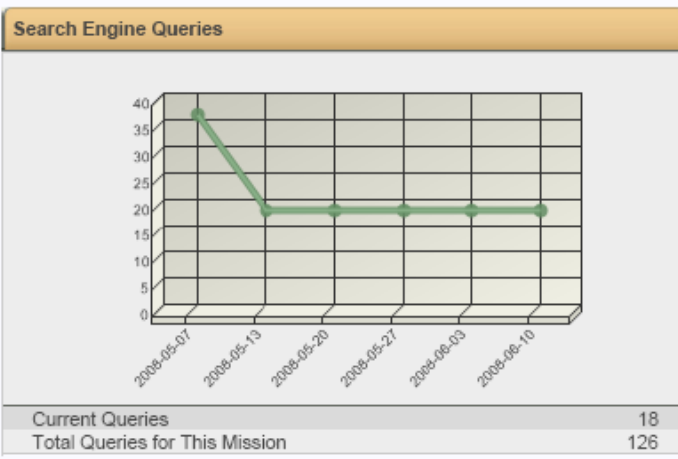 Search Engine Queries
40
35
30
25
20
15
10
5
0
2008-05-07 2008-05-13 2008-05-20 2008-05-27 2008-06-03 2008-06-10
Current Queries 18
Total Queries for This Mission 126